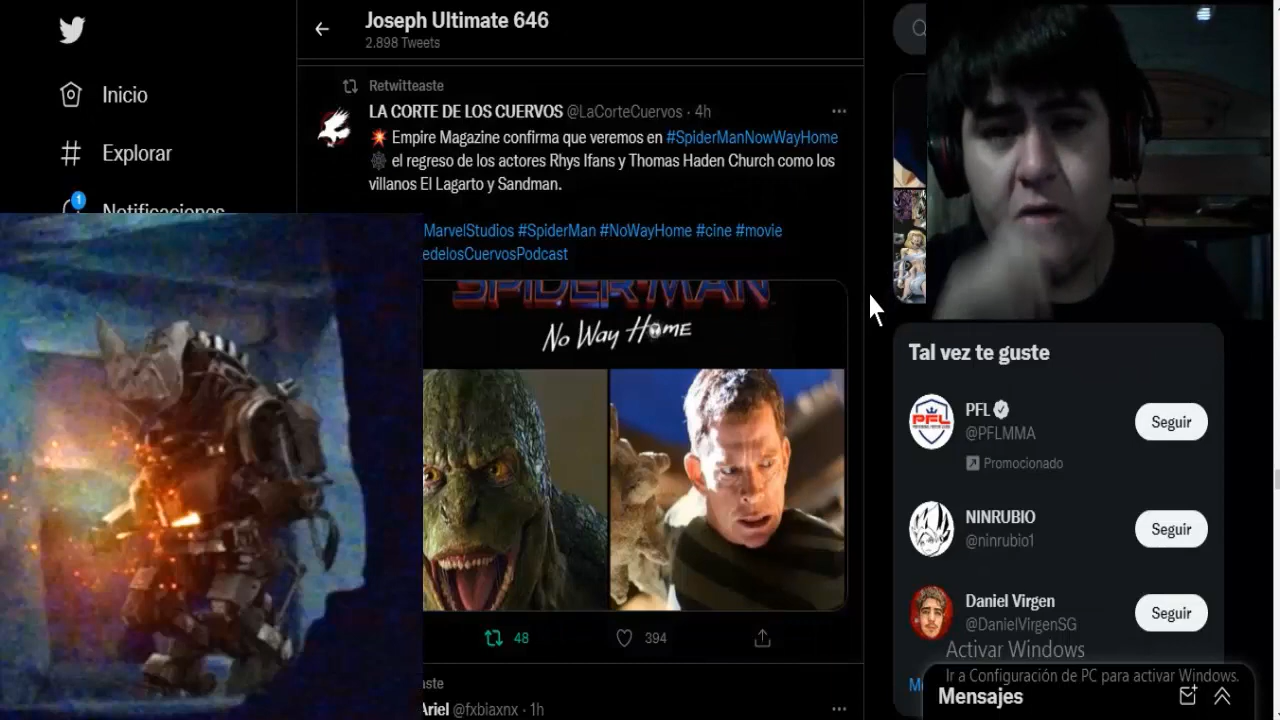 Joseph Ultimate 646
2.898 Tweets
Inicio
Explorar
1
Notificaciones
Retwitteaste
LA CORTE DE LOS CUERVOS @LaCorteCuervos · 4h
Empire Magazine confirma que veremos en #SpiderManNowWayHome
el regreso de los actores Rhys Ifans y Thomas Haden Church como los
villanos El Lagarto y Sandman.
MarvelStudios #SpiderMan #NoWayHome #cine #movie
edelosCuervosPodcast
SPIDER-MAN
No Way Home
48
394
aste
Ariel @fxbiaxnx · 1h
Tal vez te guste
PFL
@PFLMMA
Seguir
Promocionado
NINRUBIO
@ninrubio1
Seguir
Daniel Virgen
@DanielVirgenSG
Seguir
Activar Windows
Ir a Configuración de PC para activar Windows.
Mensajes